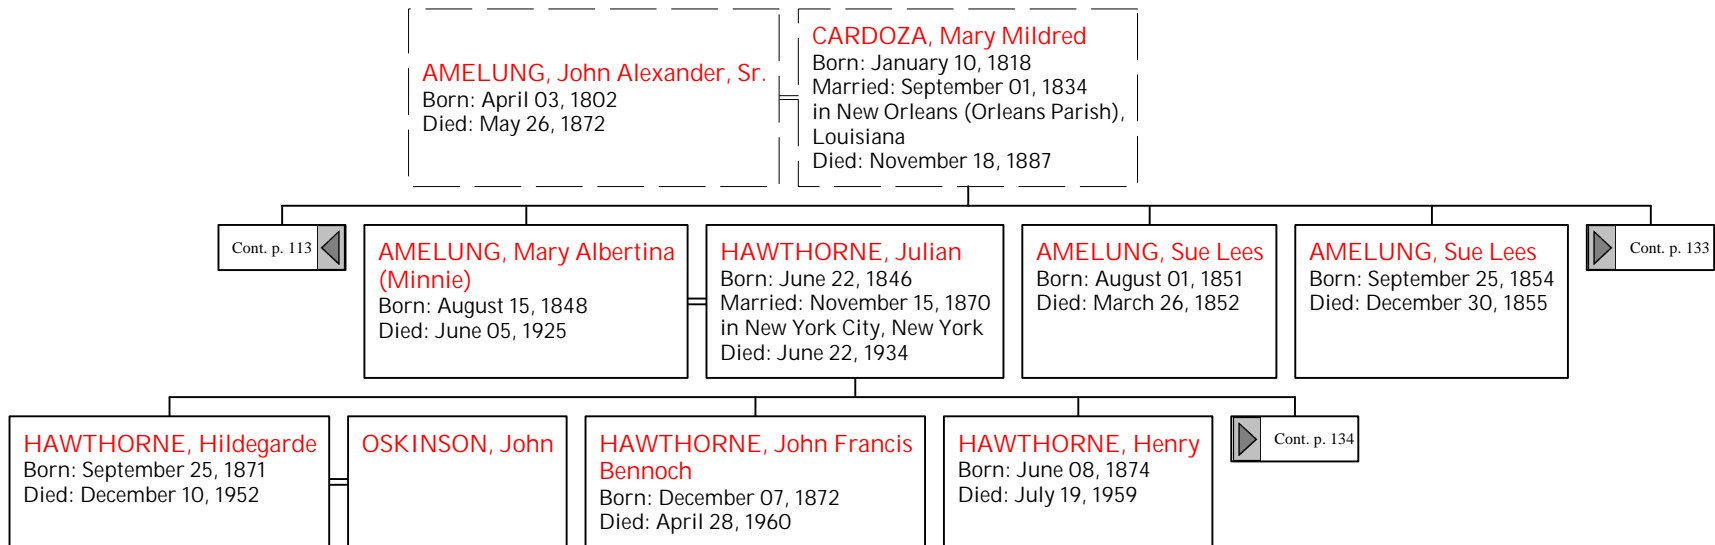 AMELUNG, John Alexander, Sr.
Born: April 03, 1802
Died: May 26, 1872
CARDOZA, Mary Mildred
Born: January 10, 1818
Married: September 01, 1834
in New Orleans (Orleans Parish),
Louisiana
Died: November 18, 1887
Cont. p. 113
AMELUNG, Mary Albertina
(Minnie)
Born: August 15, 1848
Died: June 05, 1925
HAWTHORNE, Julian
Born: June 22, 1846
Married: November 15, 1870
in New York City, New York
Died: June 22, 1934
AMELUNG, Sue Lees
Born: August 01, 1851
Died: March 26, 1852
AMELUNG, Sue Lees
Born: September 25, 1854
Died: December 30, 1855
Cont. p. 133
HAWTHORNE, Hildegarde
Born: September 25, 1871
Died: December 10, 1952
OSKINSON, John
HAWTHORNE, John Francis
Bennoch
Born: December 07, 1872
Died: April 28, 1960
HAWTHORNE, Henry
Born: June 08, 1874
Died: July 19, 1959
Cont. p. 134